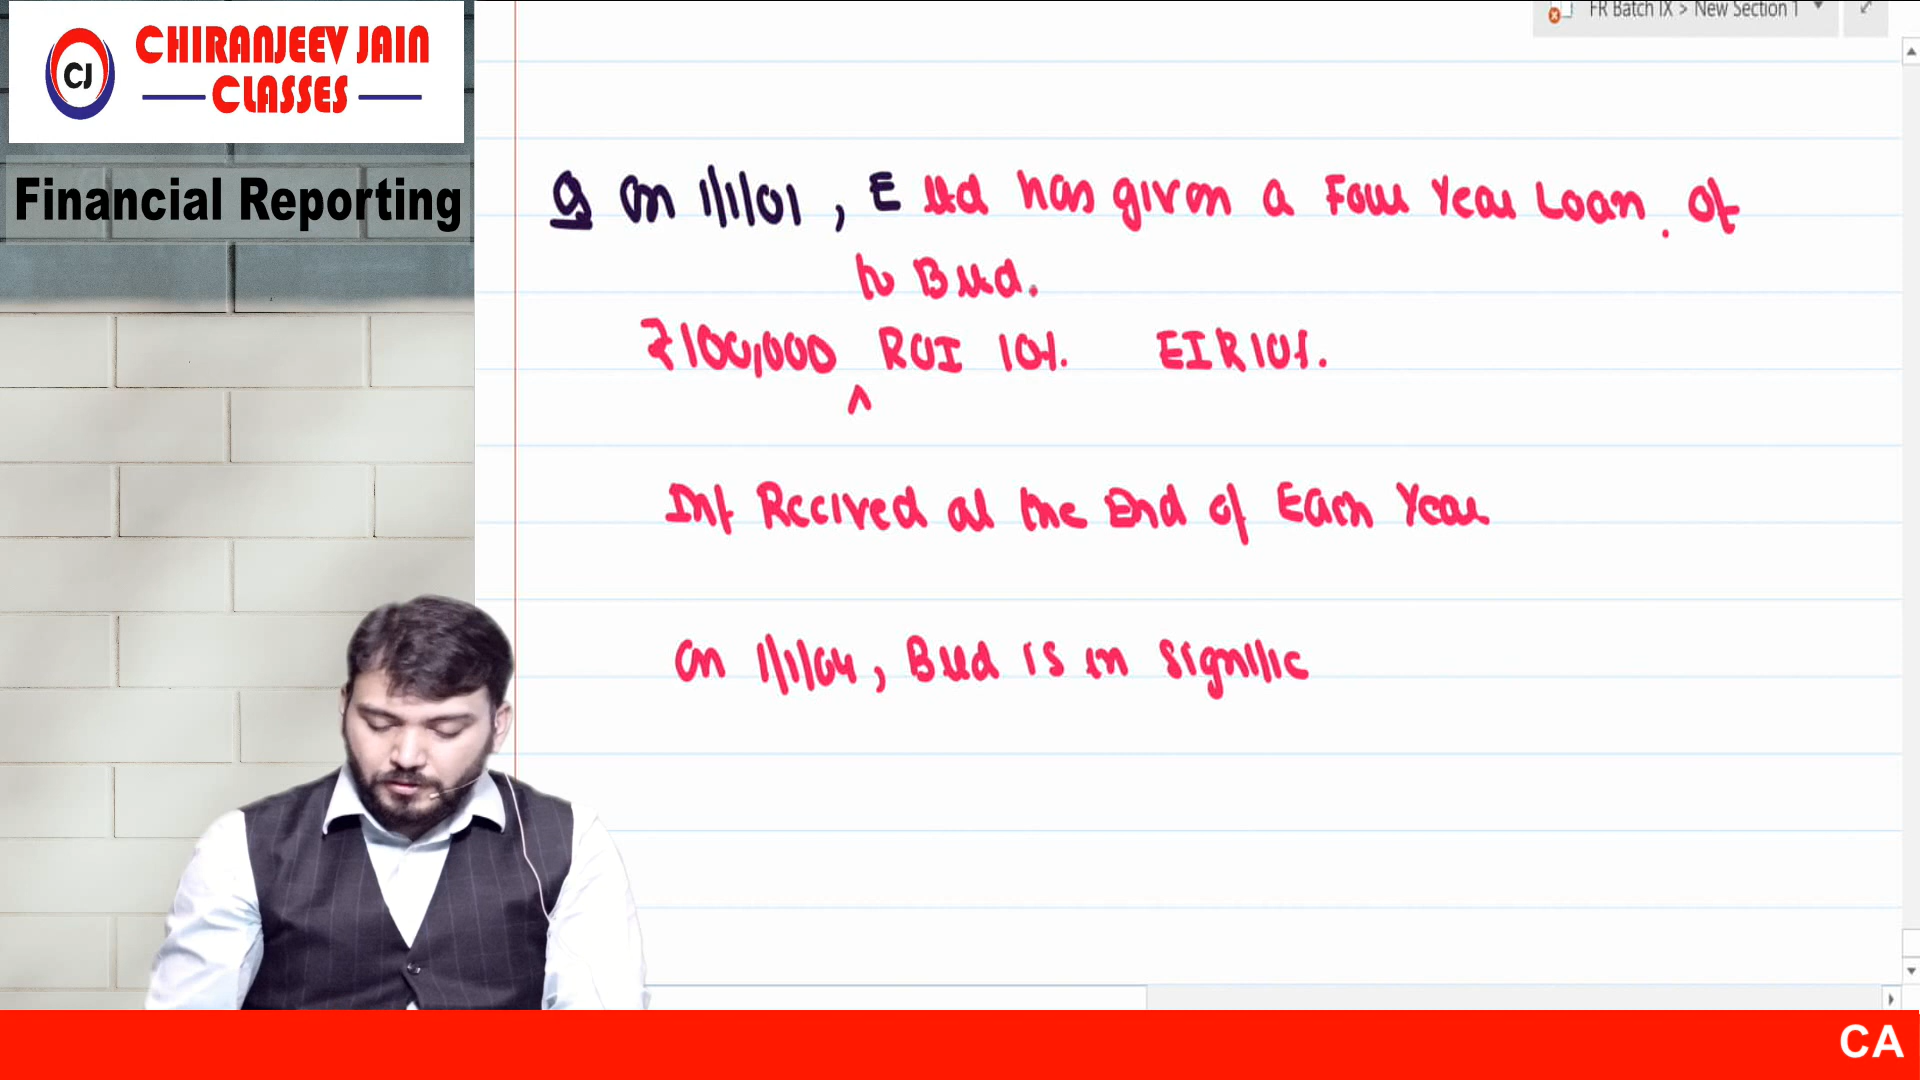 CHIRANJEEV JAIN
CJ
CLASSES
Financial Reporting
FR Batch IX > New Section 1
Q On 1/1/01, E Ltd has given a Four Year Loan. Of
to B Ltd.
₹100,000 ^ ROI 10%. EIR 10%.
Int Recived at the End of Each Year
On 1/1/04, B Ltd is in Signific
CA